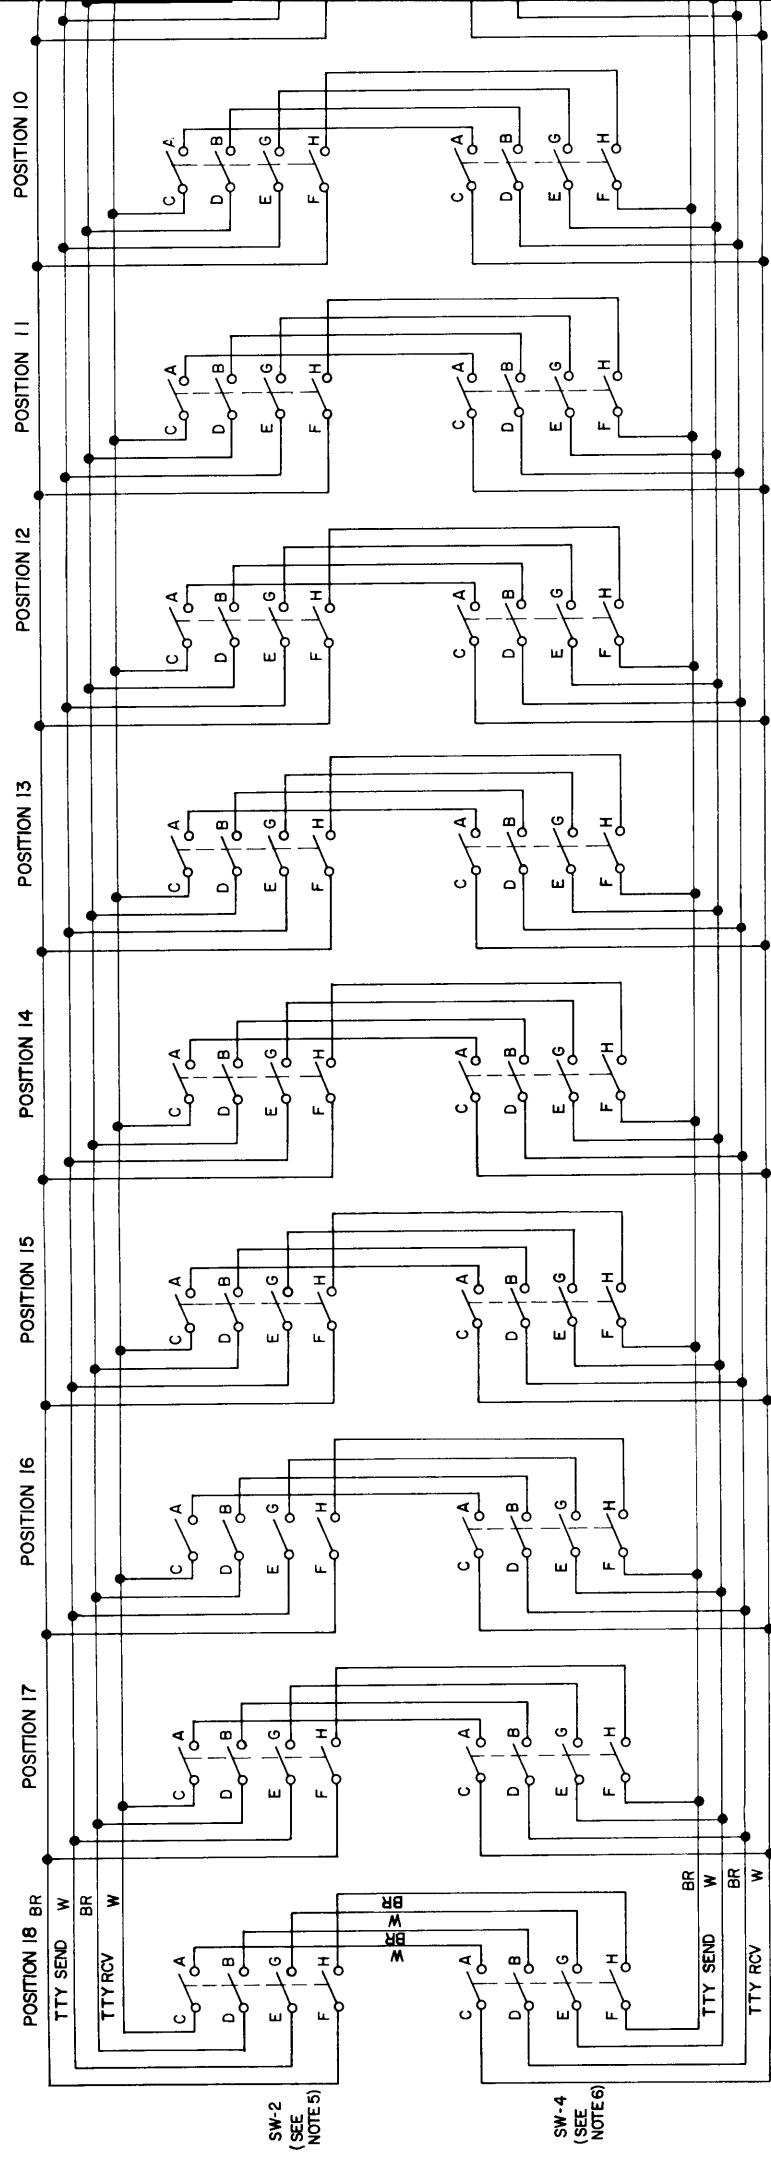 POSITION 18 POSITION 17 POSITION 16 POSITION 15 POSITION 14 POSITION 13 POSITION 12 POSITION 11 POSITION 10
BR
TTY SEND W
BR
TTY RCV W
C A C A C A C A C A C A C A C A C A
D B D B D B D B D B D B D B D B D B
E G E G E G E G E G E G E G E G E G
F H F H F H F H F H F H F H F H F H
SW-2
(SEE
NOTE 5)
W BR W BR
C A C A C A C A C A C A C A C A C A
D B D B D B D B D B D B D B D B D B
E G E G E G E G E G E G E G E G E G
F H F H F H F H F H F H F H F H F H
SW-4
(SEE
NOTE 6)
BR
TTY SEND W
BR
TTY RCV W